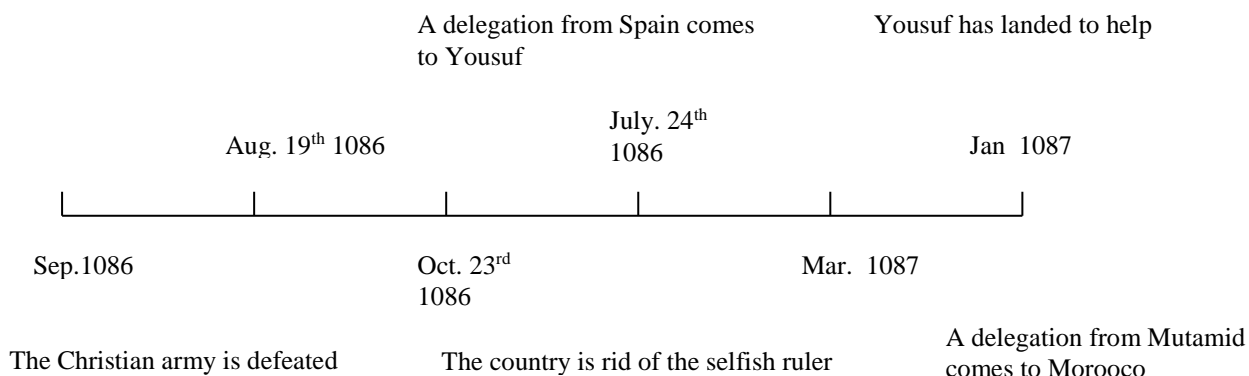 A delegation from Spain comes
to Yousuf
Yousuf has landed to help
Aug. 19th 1086
July. 24th
1086
Jan 1087
Sep.1086
Oct. 23rd
1086
Mar. 1087
The Christian army is defeated
The country is rid of the selfish ruler
A delegation from Mutamid
comes to Morooco